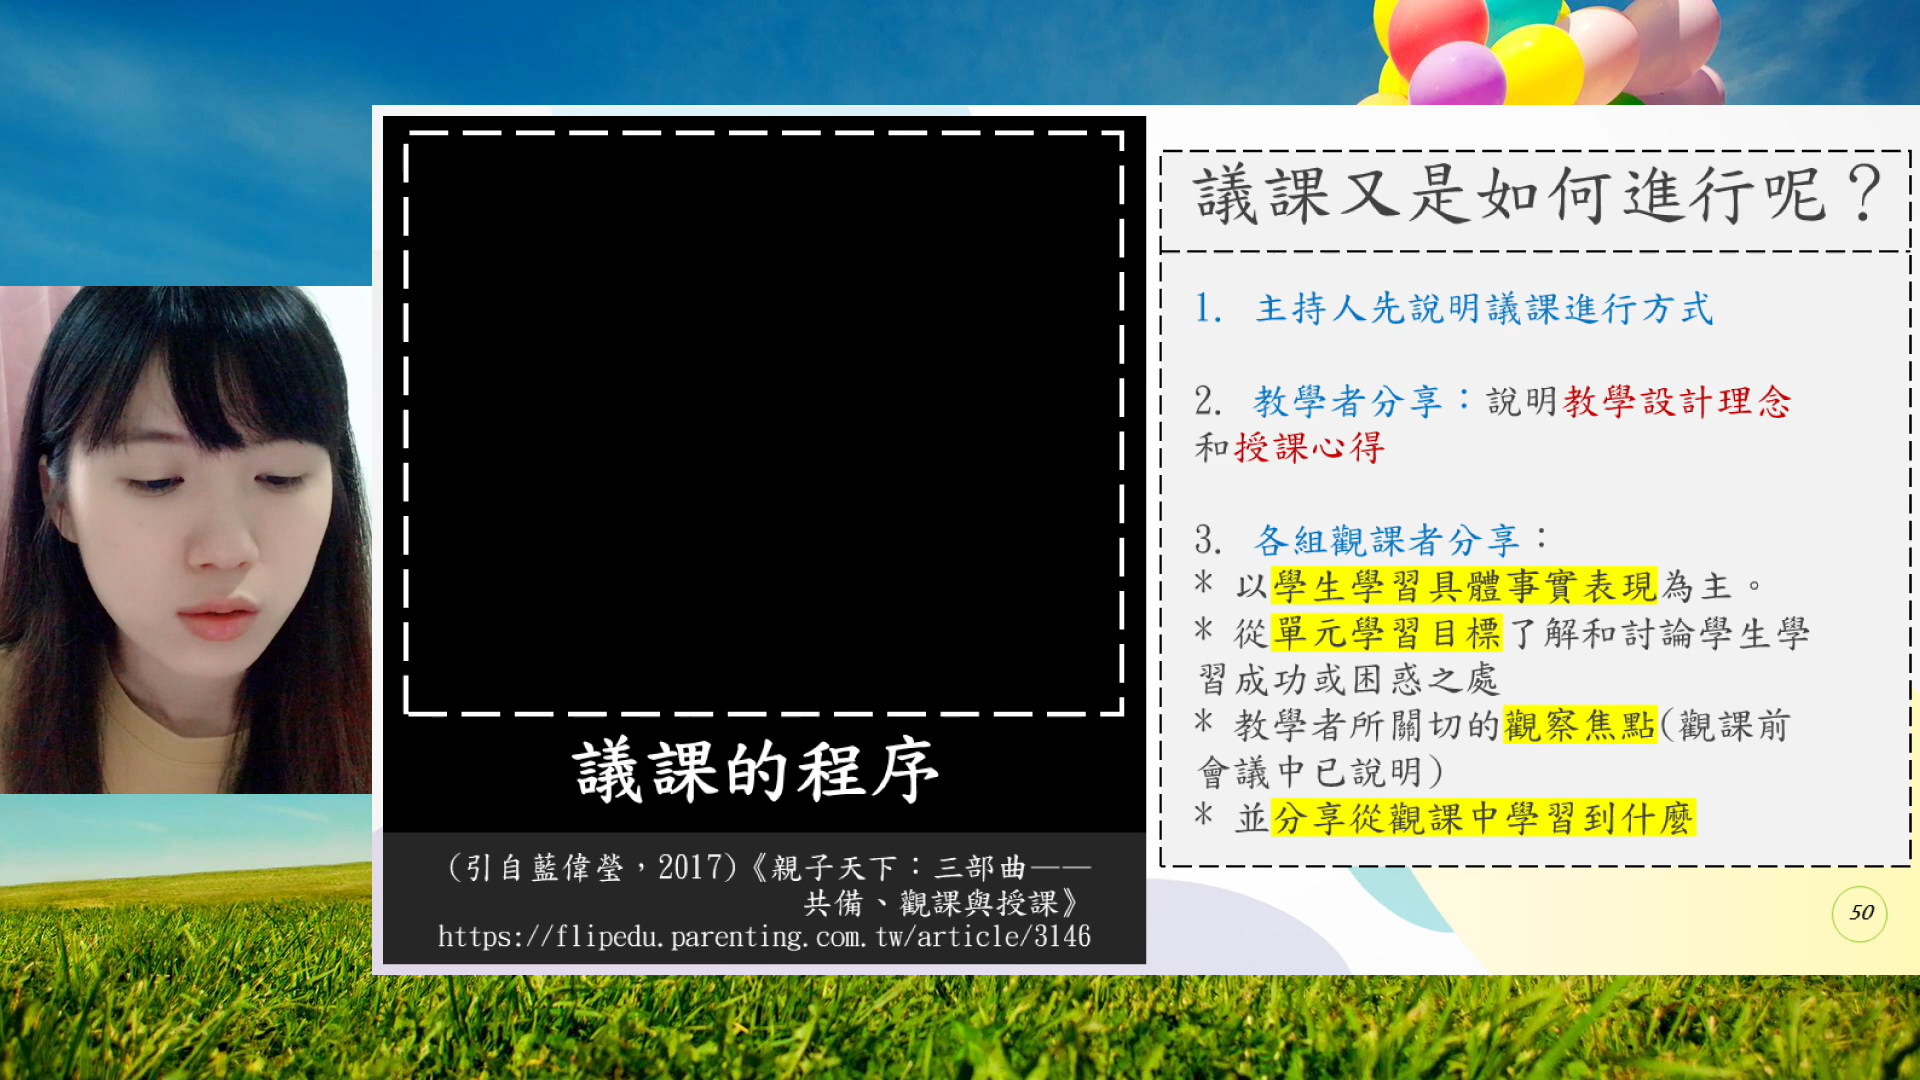 議課的程序
(引自藍偉瑩，2017)《親子天下：三部曲——
共備、觀課與授課》
https://flipedu.parenting.com.tw/article/3146
議課又是如何進行呢？
1. 主持人先說明議課進行方式
2. 教學者分享：說明教學設計理念
和授課心得
3. 各組觀課者分享：
* 以學生學習具體事實表現為主。
* 從單元學習目標了解和討論學生學
習成功或困惑之處
* 教學者所關切的觀察焦點(觀課前
會議中已說明)
* 並分享從觀課中學習到什麼
50